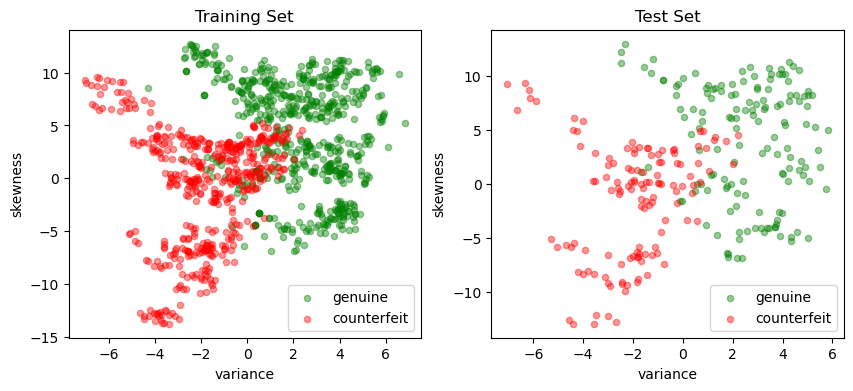 Training Set
skewness
10
5
0
−5
−10
−15
−6
−4
−2
0
2
4
6
variance
genuine
counterfeit
Test Set
skewness
10
5
0
−5
−10
−6
−4
−2
0
2
4
6
variance
genuine
counterfeit